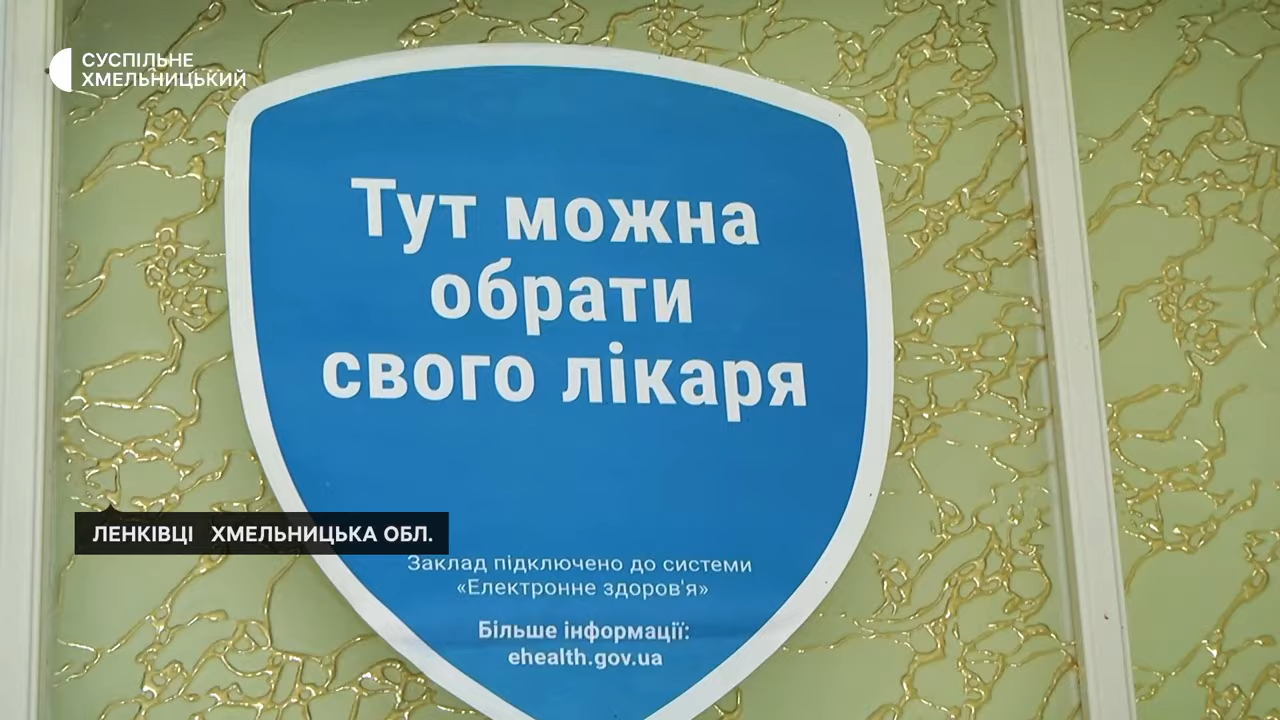 СУСПІЛЬНЕ
ХМЕЛЬНИЦЬКИЙ
Тут можна
обрати
свого лікаря
ЛЕНКІВЦІ ХМЕЛЬНИЦЬКА ОБЛ.
Заклад підключено до системи
«Електронне здоров'я»
Більше інформації:
ehealth.gov.ua